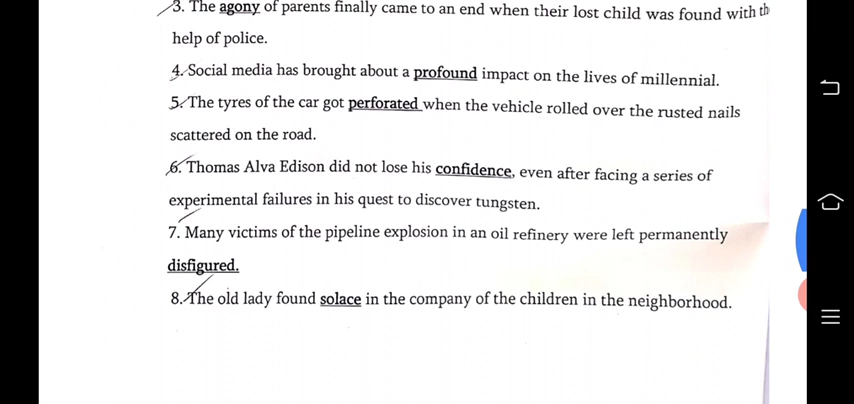 3. The agony of parents finally came to an end when their lost child was found with th
help of police.
4. Social media has brought about a profound impact on the lives of millennial.
5. The tyres of the car got perforated when the vehicle rolled over the rusted nails
scattered on the road.
6. Thomas Alva Edison did not lose his confidence, even after facing a series of
experimental failures in his quest to discover tungsten.
7. Many victims of the pipeline explosion in an oil refinery were left permanently
disfigured.
8. The old lady found solace in the company of the children in the neighborhood.